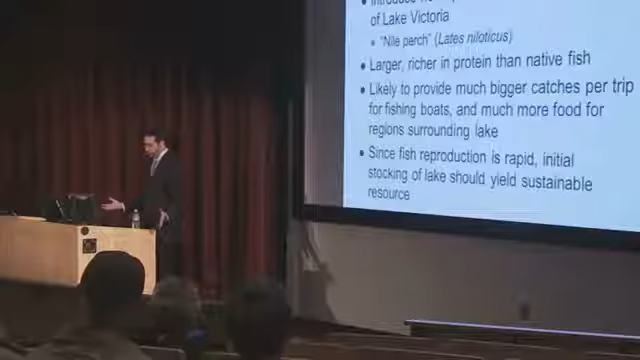 of Lake Victoria
• "Nile perch" (Lates niloticus)
• Larger, richer in protein than native fish
• Likely to provide much bigger catches per trip
for fishing boats, and much more food for
regions surrounding lake
• Since fish reproduction is rapid, initial
stocking of lake should yield sustainable
resource